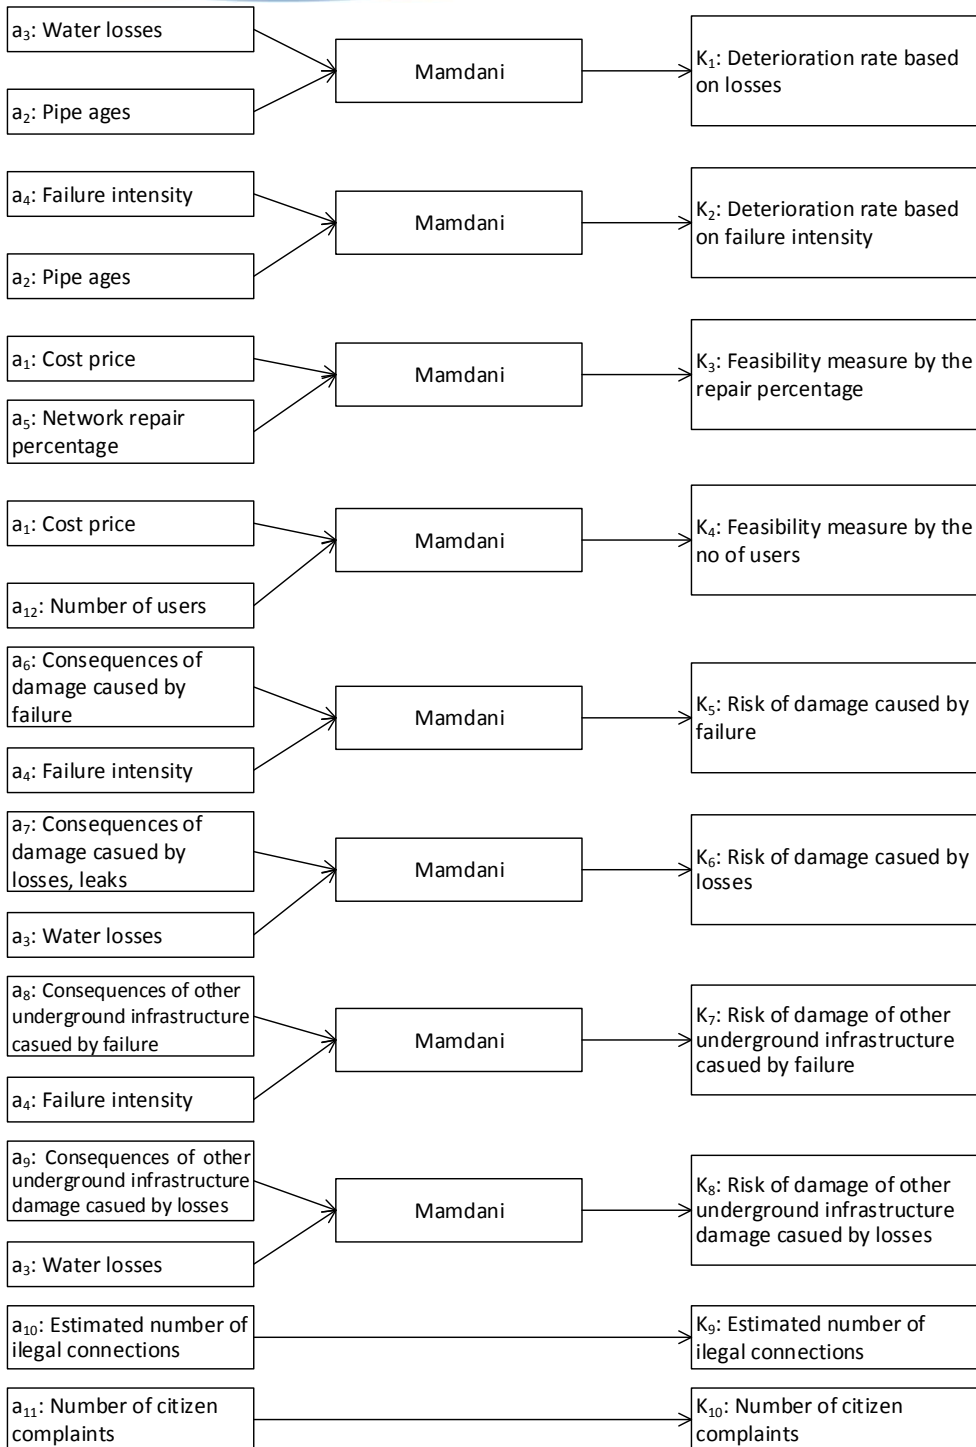 a₃: Water losses
a₂: Pipe ages
Mamdani
K₁: Deterioration rate based
on losses
a₄: Failure intensity
a₂: Pipe ages
Mamdani
K₂: Deterioration rate based
on failure intensity
a₁: Cost price
a₅: Network repair
percentage
Mamdani
K₃: Feasibility measure by the
repair percentage
a₁: Cost price
a₁₂: Number of users
Mamdani
K₄: Feasibility measure by the
no of users
a₆: Consequences of
damage caused by
failure
a₄: Failure intensity
Mamdani
K₅: Risk of damage caused by
failure
a₇: Consequences of
damage casued by
losses, leaks
a₃: Water losses
Mamdani
K₆: Risk of damage casued by
losses
a₈: Consequences of other
underground infrastructure
casued by failure
a₄: Failure intensity
Mamdani
K₇: Risk of damage of other
underground infrastructure
casued by failure
a₉: Consequences of other
underground infrastructure
damage casued by losses
a₃: Water losses
Mamdani
K₈: Risk of damage of other
underground infrastructure
damage casued by losses
a₁₀: Estimated number of
ilegal connections
K₉: Estimated number of
ilegal connections
a₁₁: Number of citizen
complaints
K₁₀: Number of citizen
complaints